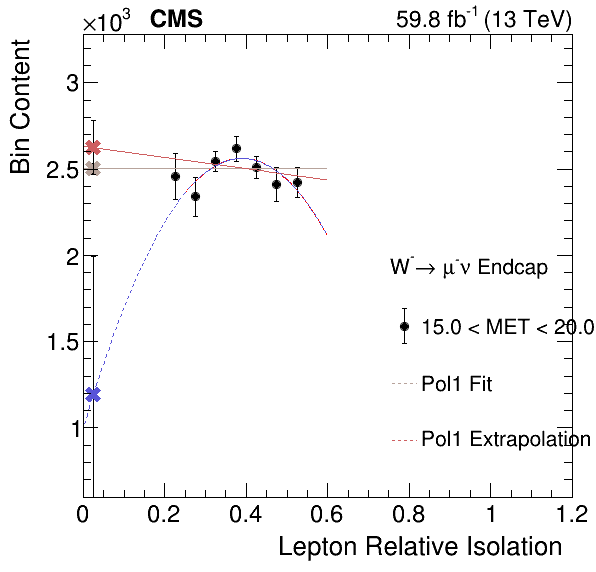 ×10³ CMS 59.8 fb⁻¹ (13 TeV)
Bin Content
3
2.5
2
1.5
1
W⁻→ μ⁻ν Endcap
15.0 < MET < 20.0
Pol1 Fit
Pol1 Extrapolation
0 0.2 0.4 0.6 0.8 1 1.2
Lepton Relative Isolation